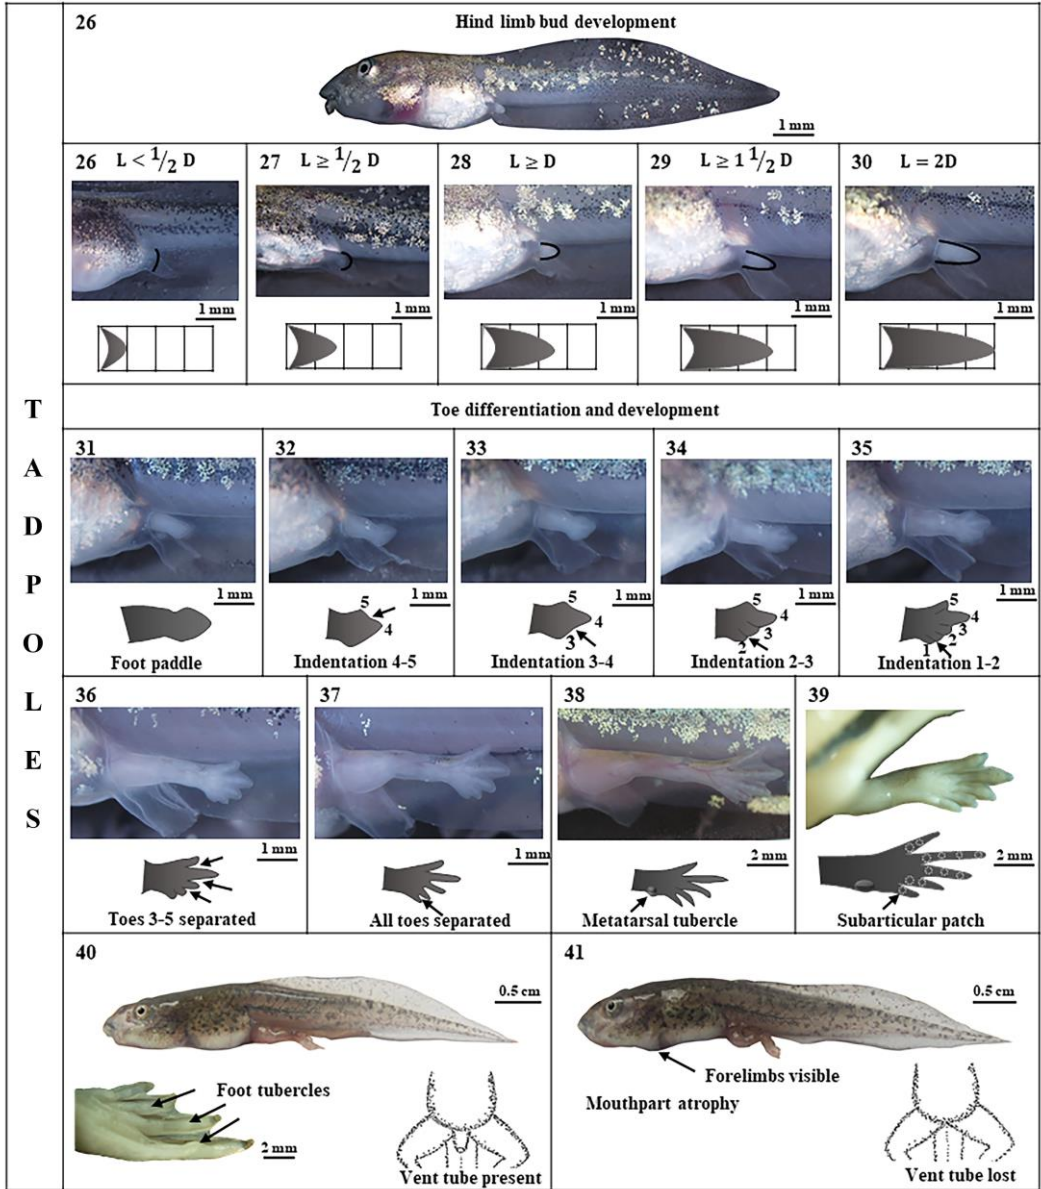 26
Hind limb bud development
1 mm
26 L < 1/2 D
27 L ≥ 1/2 D
28 L ≥ D
29 L ≥ 1 1/2 D
30 L = 2D
1 mm
1 mm
1 mm
1 mm
1 mm
TADPOLES
Toe differentiation and development
31
32
33
34
35
1 mm
1 mm
1 mm
1 mm
1 mm
5
4
5
4
3
5
4
3
2
5
4
3
2
1
Foot paddle
Indentation 4-5
Indentation 3-4
Indentation 2-3
Indentation 1-2
36
37
38
39
1 mm
1 mm
2 mm
2 mm
Toes 3-5 separated
All toes separated
Metatarsal tubercle
Subarticular patch
40
0.5 cm
Foot tubercles
2 mm
Vent tube present
41
0.5 cm
Forelimbs visible
Mouthpart atrophy
Vent tube lost